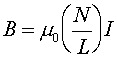 B = μ₀(N/L)I